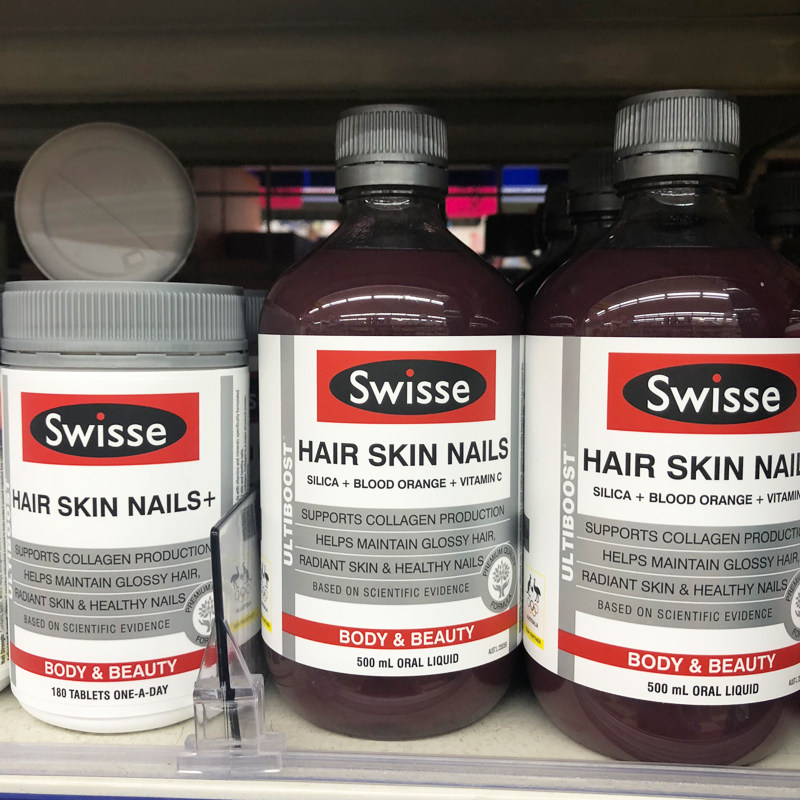 Swisse
HAIR SKIN NAILS+
SUPPORTS COLLAGEN PRODUCTION
HELPS MAINTAIN GLOSSY HAIR,
RADIANT SKIN & HEALTHY NAILS
BASED ON SCIENTIFIC EVIDENCE
BODY & BEAUTY
180 TABLETS ONE-A-DAY
Swisse
ULTIBOOST
HAIR SKIN NAILS
SILICA + BLOOD ORANGE + VITAMIN C
SUPPORTS COLLAGEN PRODUCTION
HELPS MAINTAIN GLOSSY HAIR,
RADIANT SKIN & HEALTHY NAILS
BASED ON SCIENTIFIC EVIDENCE
PREMIUM
FORMULA
BODY & BEAUTY
500 mL ORAL LIQUID
Swisse
ULTIBOOST
HAIR SKIN NAIL
SILICA + BLOOD ORANGE + VITAMIN
SUPPORTS COLLAGEN PRODUCTIO
HELPS MAINTAIN GLOSSY HAIR,
RADIANT SKIN & HEALTHY NAILS
BASED ON SCIENTIFIC EVIDENCE
BODY & BEAUTY
500 mL ORAL LIQUID